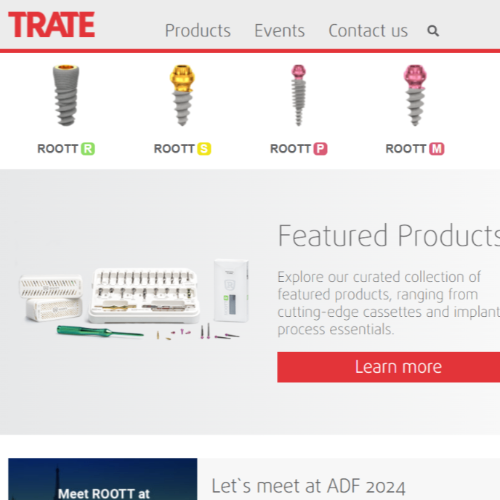 TRATE
Products Events Contact us
ROOTT R ROOTT S ROOTT P ROOTT M
Featured Products
Explore our curated collection of
featured products, ranging from
cutting-edge cassettes and implant
process essentials.
Learn more
Meet ROOTT at
Let`s meet at ADF 2024